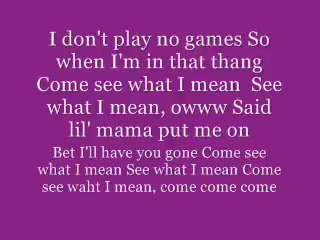 I don't play no games So
when I'm in that thang
Come see what I mean  See
what I mean, owww Said
lil' mama put me on
Bet I'll have you gone Come see
what I mean See what I mean Come
see waht I mean, come come come